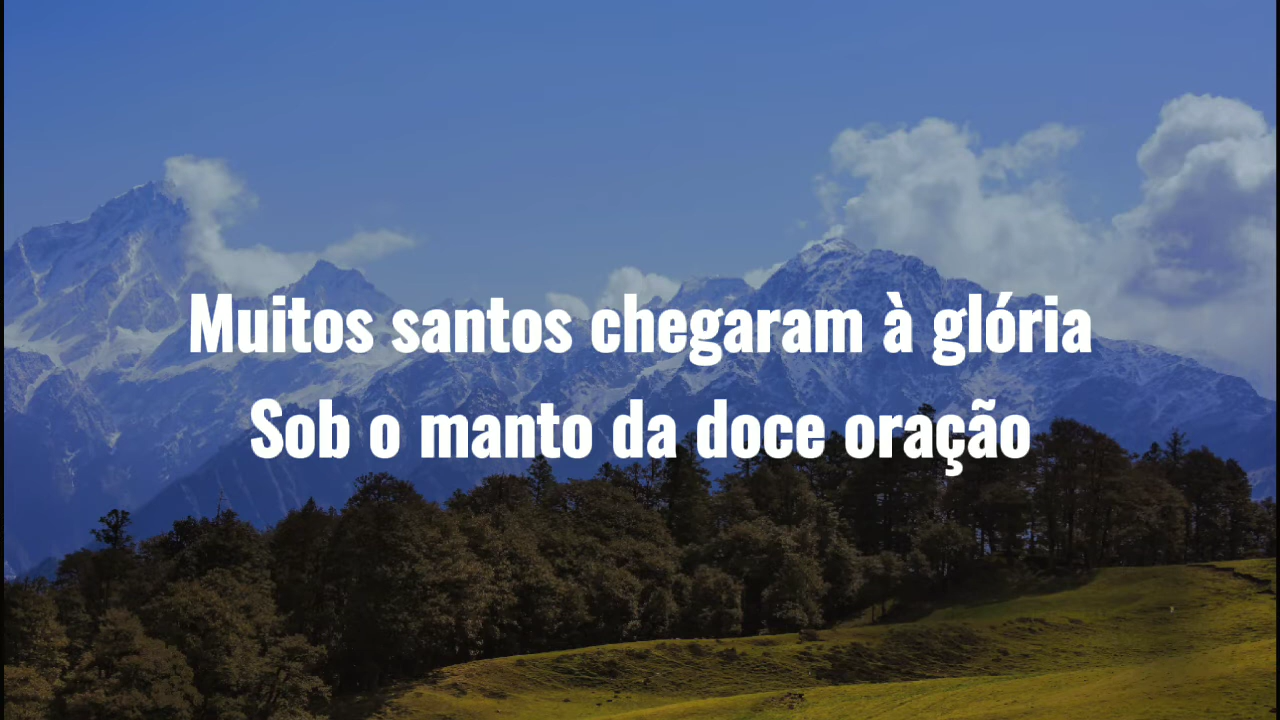 Muitos santos chegaram à glória
Sob o manto da doce oração